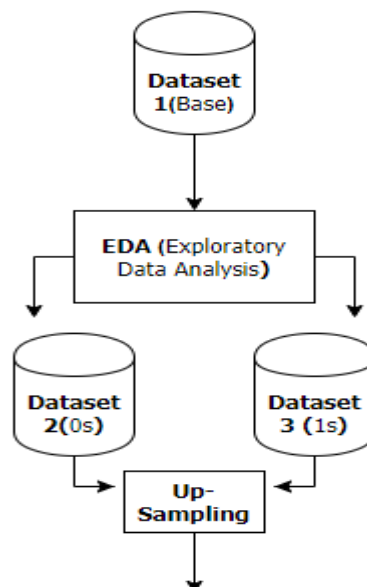 Dataset
1(Base)
EDA (Exploratory
Data Analysis)
Dataset
2(0s)
Dataset
3 (1s)
Up-
Sampling